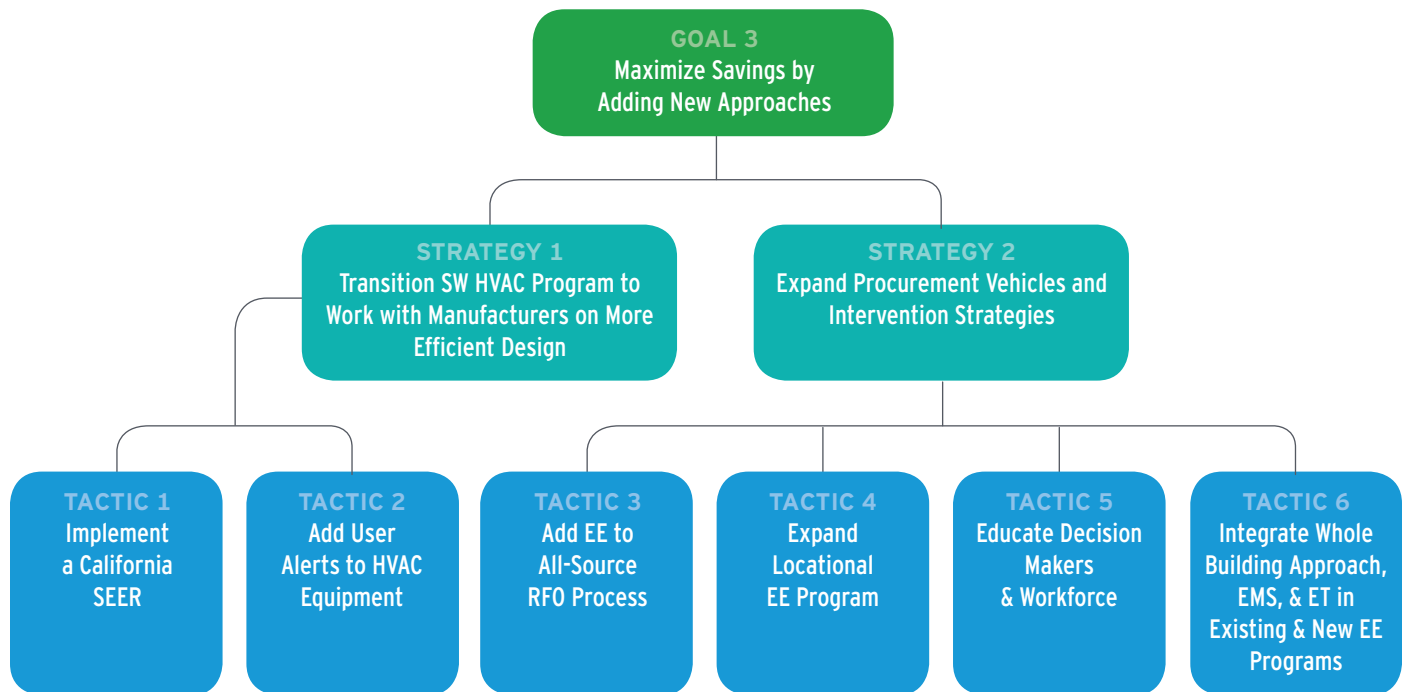 GOAL 3
Maximize Savings by
Adding New Approaches
STRATEGY 1
Transition SW HVAC Program to
Work with Manufacturers on More
Efficient Design
STRATEGY 2
Expand Procurement Vehicles and
Intervention Strategies
TACTIC 1
Implement
a California
SEER
TACTIC 2
Add User
Alerts to HVAC
Equipment
TACTIC 3
Add EE to
All-Source
RFO Process
TACTIC 4
Expand
Locational
EE Program
TACTIC 5
Educate Decision
Makers
& Workforce
TACTIC 6
Integrate Whole
Building Approach,
EMS, & ET in
Existing & New EE
Programs